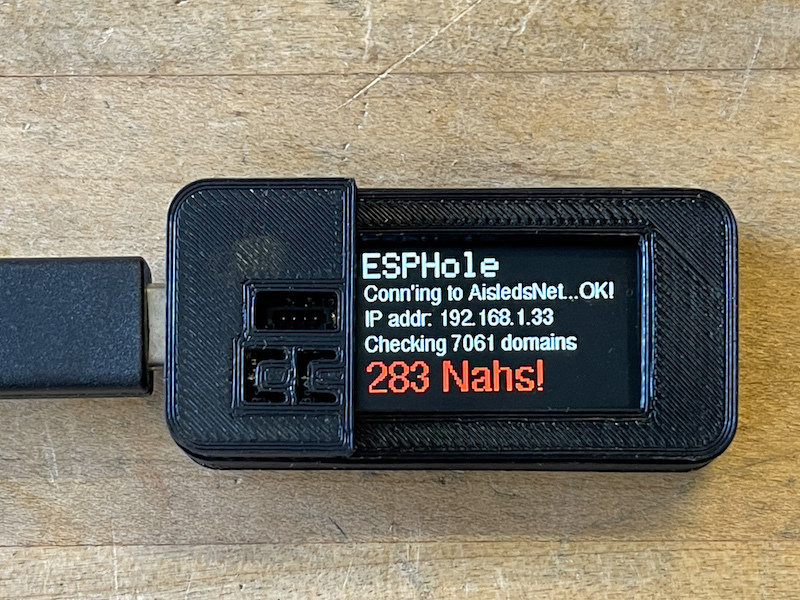 ESPHole
Conn'ing to AisledsNet...OK!
IP addr: 192.168.1.33
Checking 7061 domains
283 Nahs!